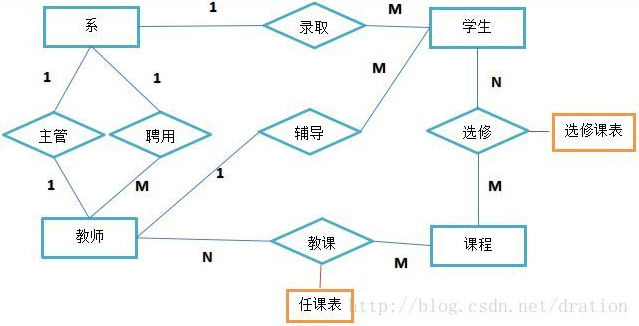 系
1
录取
M
学生
1
1
M
N
主管
聘用
辅导
选修
选修课表
1
M
1
M
教师
N
教课
M
课程
任课表
http://blog.csdn.net/dration